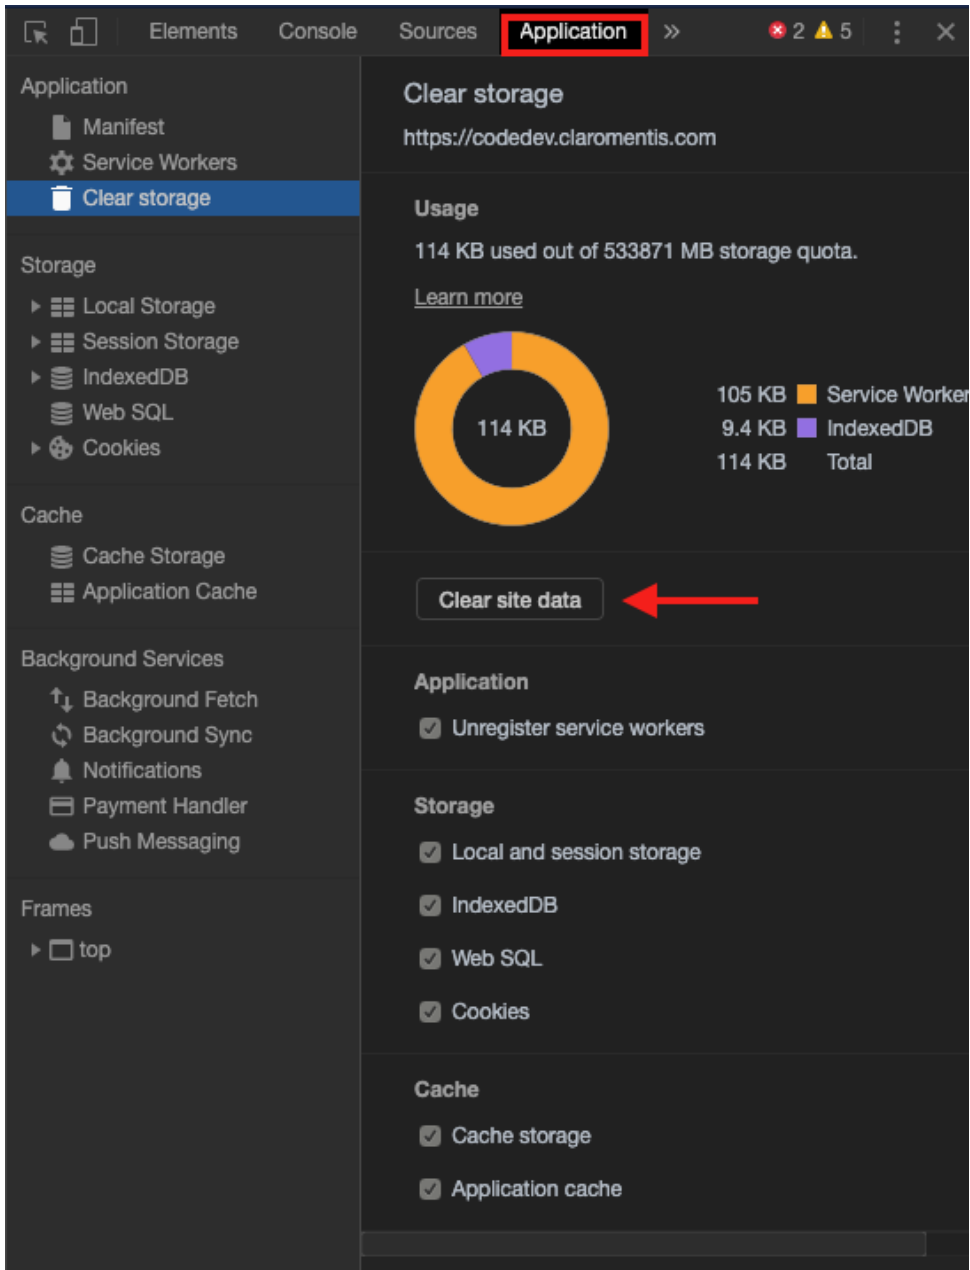 Elements Console Sources Application » 2 5
Application
Manifest
Service Workers
Clear storage
Storage
Local Storage
Session Storage
IndexedDB
Web SQL
Cookies
Cache
Cache Storage
Application Cache
Background Services
Background Fetch
Background Sync
Notifications
Payment Handler
Push Messaging
Frames
top
Clear storage
https://codedev.claromentis.com
Usage
114 KB used out of 533871 MB storage quota.
Learn more
114 KB
105 KB Service Worker
9.4 KB IndexedDB
114 KB Total
Clear site data
Application
Unregister service workers
Storage
Local and session storage
IndexedDB
Web SQL
Cookies
Cache
Cache storage
Application cache